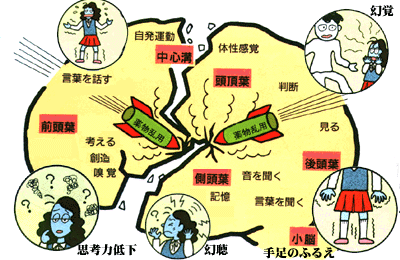 自発運動
体性感覚
幻覚
中心溝
言葉を話す
頭頂葉
判断
前頭葉
薬物乱用
薬物乱用
見る
考える
創造
嗅覚
側頭葉
音を聞く
後頭葉
記憶
言葉を聞く
小脳
思考力低下
幻聴
手足のふるえ